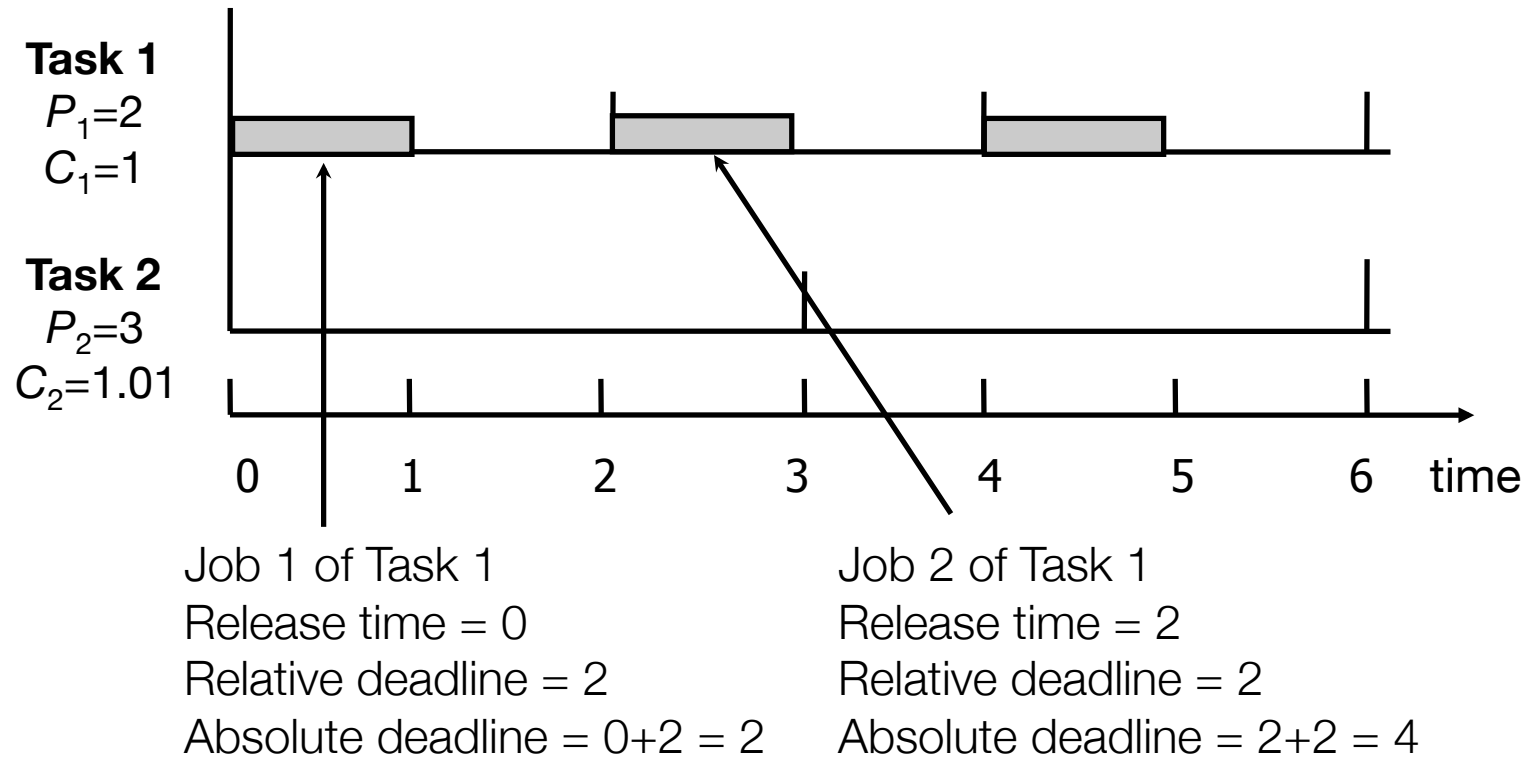 Task 1
P₁=2
C₁=1
Task 2
P₂=3
C₂=1.01
0 1 2 3 4 5 6 time
Job 1 of Task 1
Release time = 0
Relative deadline = 2
Absolute deadline = 0+2 = 2
Job 2 of Task 1
Release time = 2
Relative deadline = 2
Absolute deadline = 2+2 = 4